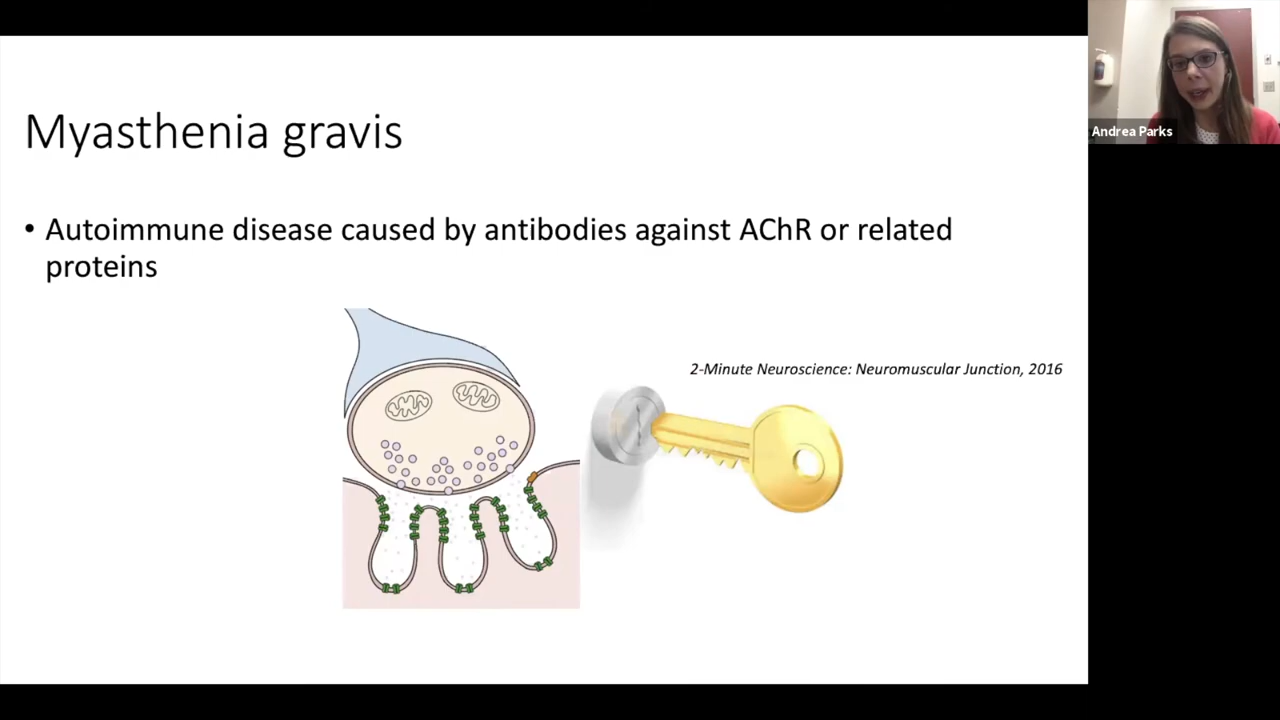 Myasthenia gravis
• Autoimmune disease caused by antibodies against AChR or related
proteins
2-Minute Neuroscience: Neuromuscular Junction, 2016
Andrea Parks